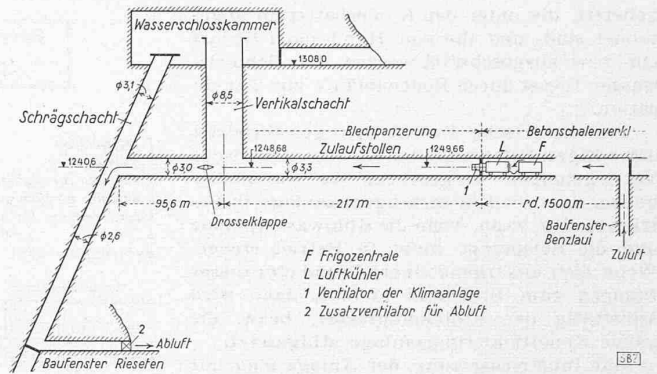 Wasserschlosskammer
1308,0
φ3,1
φ8,5
Vertikalschacht
Schrägschacht
Blechpanzerung
Betonschalenverkl
Zulaufstollen
L
F
1240,6
1248,68
1249,66
φ3,0
φ3,3
1
95,6 m
217 m
rd. 1500 m
Drosselklappe
Baufenster
Benzlaui
φ2,6
Zuluft
F Frigozentrale
L Luftkühler
1 Ventilator der Klimaanlage
2 Zusatzventilator für Abluft
2
Abluft
Baufenster Rieseten